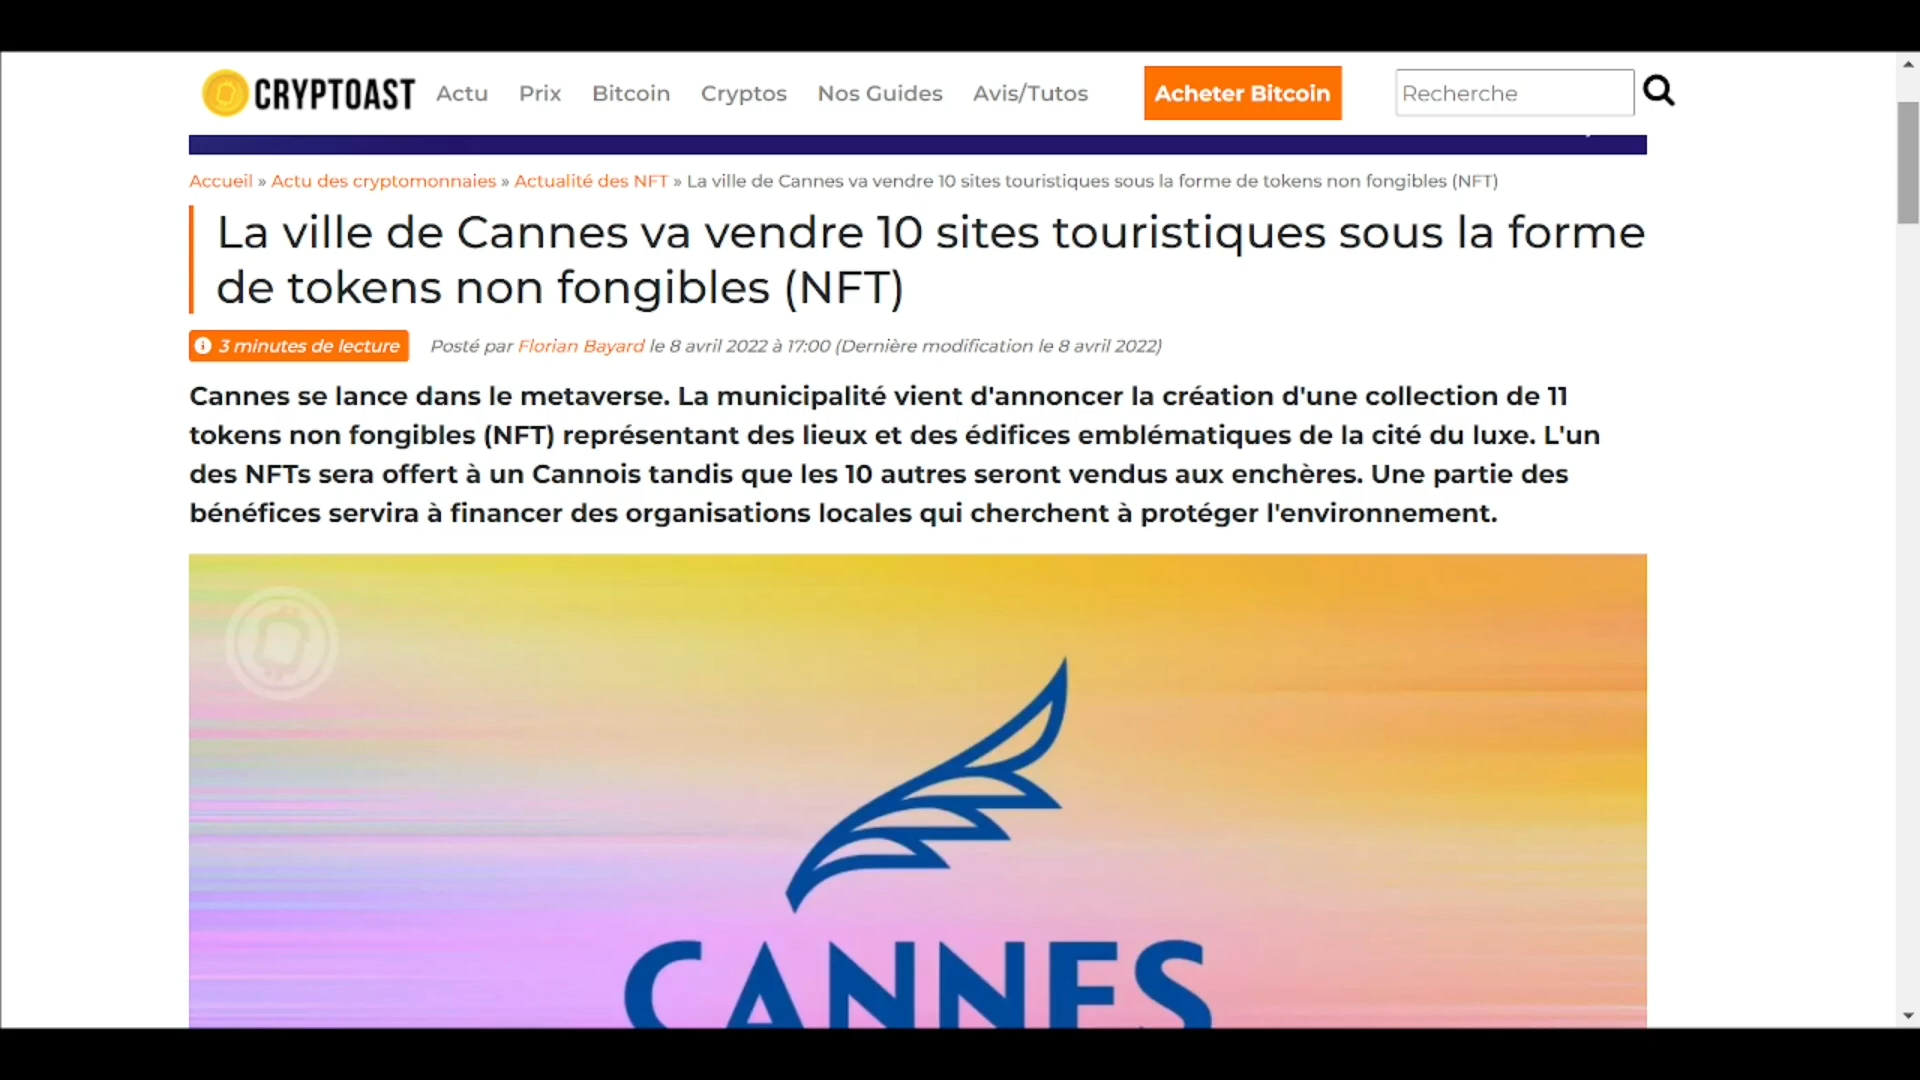 CRYPTOAST Actu Prix Bitcoin Cryptos Nos Guides Avis/Tutos Acheter Bitcoin Recherche
Accueil » Actu des cryptomonnaies » Actualité des NFT » La ville de Cannes va vendre 10 sites touristiques sous la forme de tokens non fongibles (NFT)
La ville de Cannes va vendre 10 sites touristiques sous la forme
de tokens non fongibles (NFT)
3 minutes de lecture Posté par Florian Bayard le 8 avril 2022 à 17:00 (Dernière modification le 8 avril 2022)
Cannes se lance dans le metaverse. La municipalité vient d'annoncer la création d'une collection de 11
tokens non fongibles (NFT) représentant des lieux et des édifices emblématiques de la cité du luxe. L'un
des NFTs sera offert à un Cannois tandis que les 10 autres seront vendus aux enchères. Une partie des
bénéfices servira à financer des organisations locales qui cherchent à protéger l'environnement.
CANNES